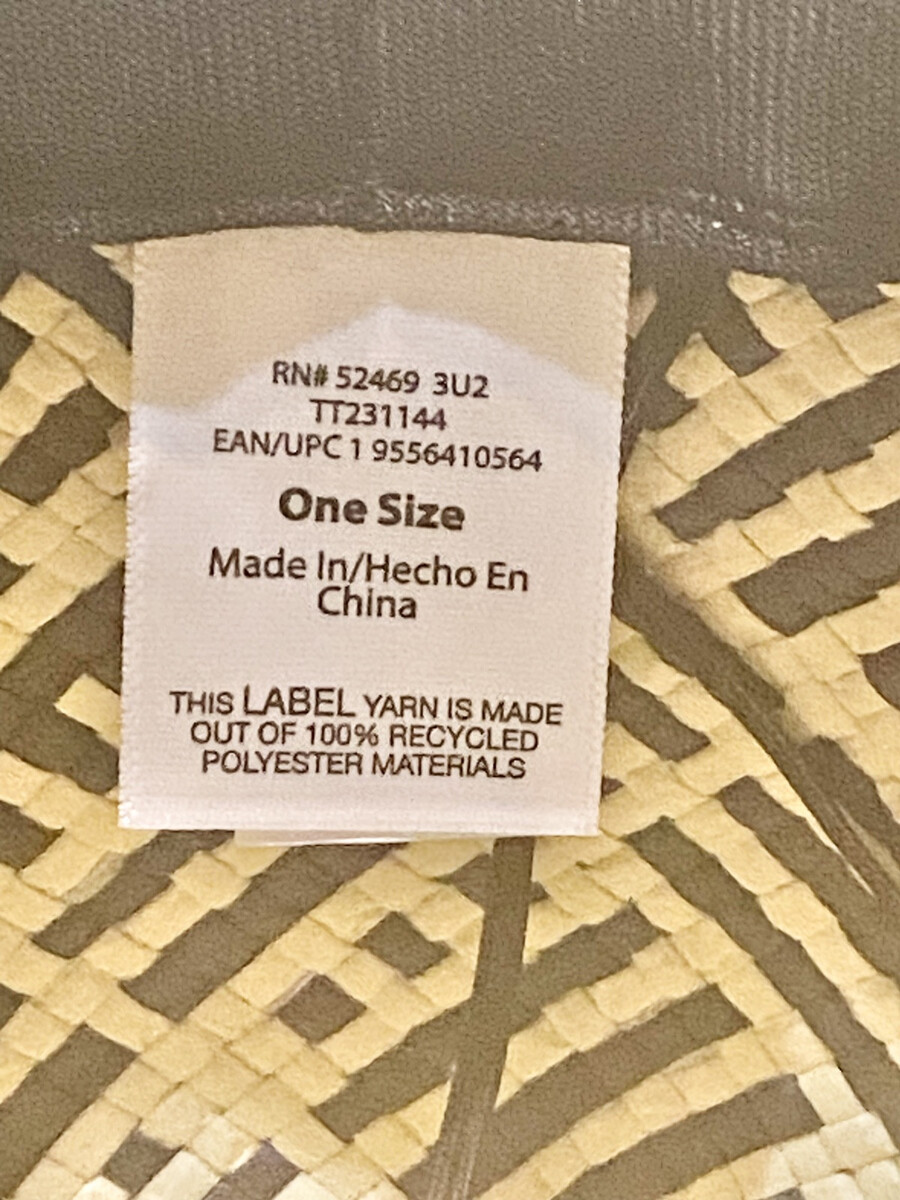 RN# 52469 3U2
TT231144
EAN/UPC 1 9556410564
One Size
Made In/Hecho En
China
THIS LABEL YARN IS MADE
OUT OF 100% RECYCLED
POLYESTER MATERIALS